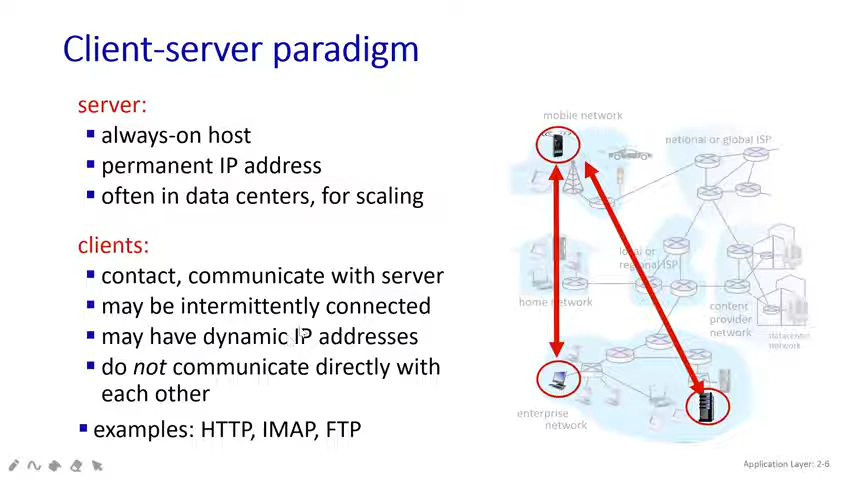 Client-server paradigm
server:
always-on host
permanent IP address
often in data centers, for scaling
clients:
contact, communicate with server
may be intermittently connected
may have dynamic IP addresses
do not communicate directly with
each other
examples: HTTP, IMAP, FTP
mobile network
national or global ISP
local or
regional ISP
home network
content
provider
network
datacenter
network
enterprise
network
Application Layer: 2-6